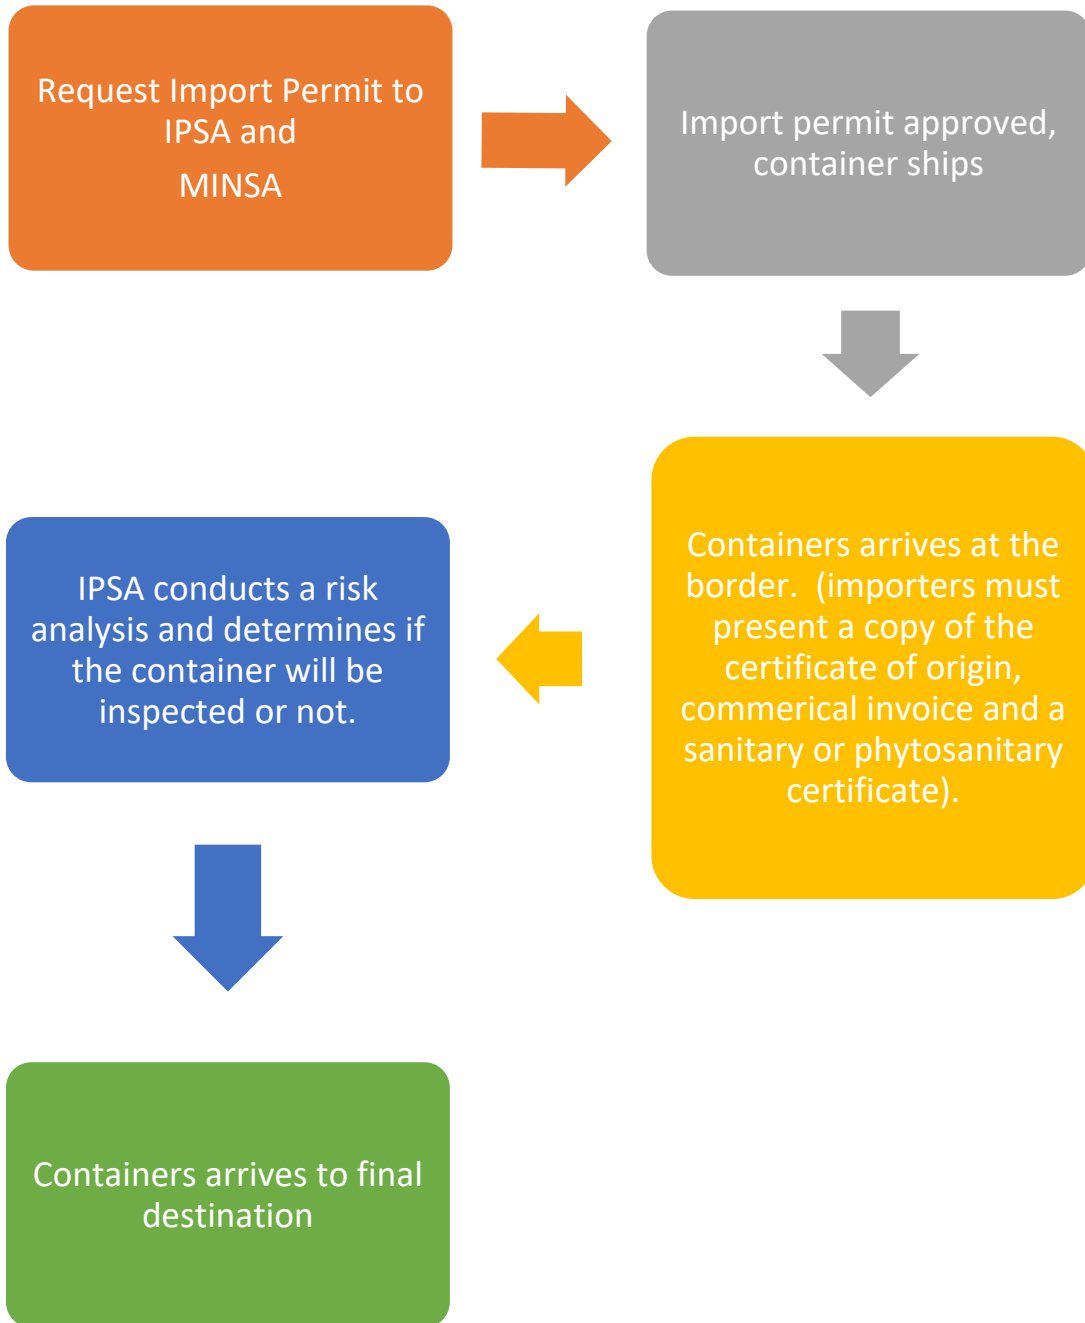 Request Import Permit to
IPSA and
MINSA
Import permit approved,
container ships
Containers arrives at the
border.  (importers must
present a copy of the
certificate of origin,
commerical invoice and a
sanitary or phytosanitary
certificate).
IPSA conducts a risk
analysis and determines if
the container will be
inspected or not.
Containers arrives to final
destination